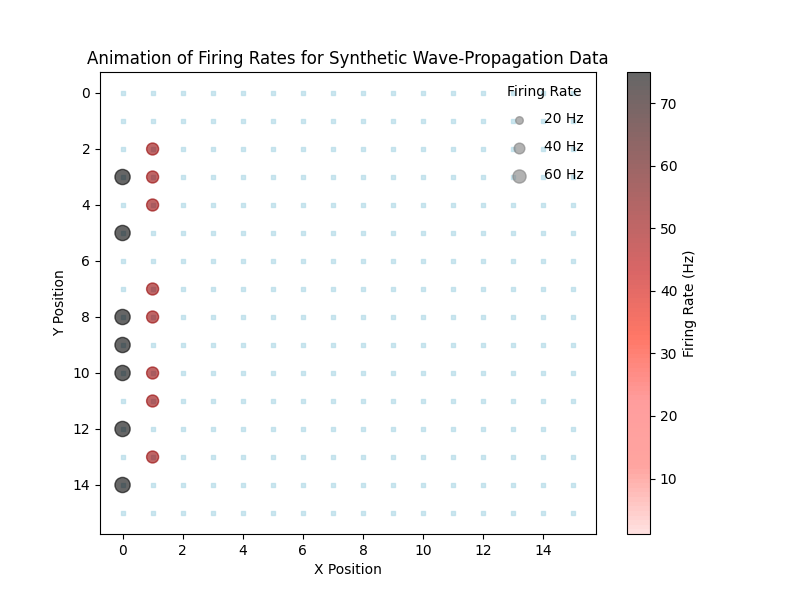 Animation of Firing Rates for Synthetic Wave-Propagation Data
Firing Rate
20 Hz
40 Hz
60 Hz
0
2
4
6
8
10
12
14
Y Position
0 2 4 6 8 10 12 14
X Position
70
60
50
40
30
20
10
Firing Rate (Hz)